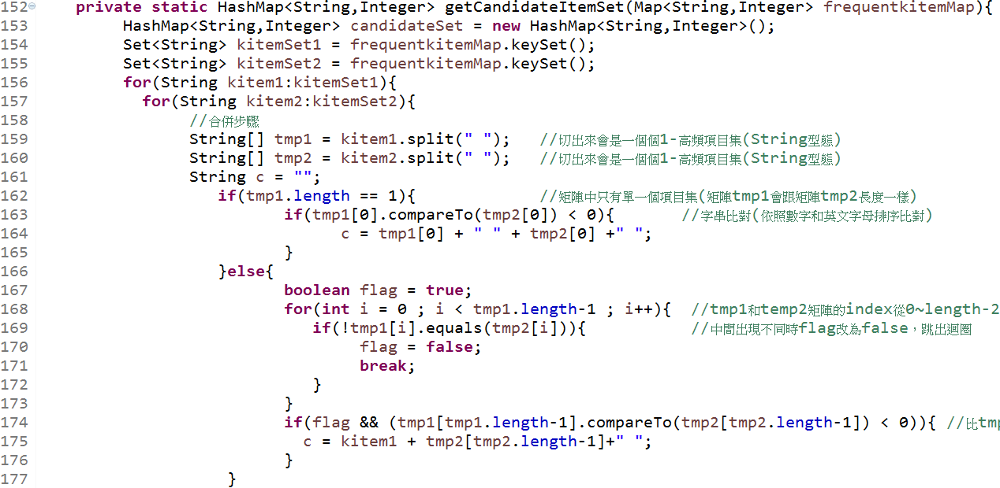 152 private static HashMap<String,Integer> getCandidateItemSet(Map<String,Integer> frequentkitemMap){
153 HashMap<String,Integer> candidateSet = new HashMap<String,Integer>();
154 Set<String> kitemSet1 = frequentkitemMap.keySet();
155 Set<String> kitemSet2 = frequentkitemMap.keySet();
156 for(String kitem1:kitemSet1){
157 for(String kitem2:kitemSet2){
158 //合併步驟
159 String[] tmp1 = kitem1.split(" "); //切出來會是一個個1-高頻項目集(String型態)
160 String[] tmp2 = kitem2.split(" "); //切出來會是一個個1-高頻項目集(String型態)
161 String c = "";
162 if(tmp1.length == 1){ //矩陣中只有單一個項目集(矩陣tmp1會跟矩陣tmp2長度一樣)
163 if(tmp1[0].compareTo(tmp2[0]) < 0){ //字串比對(依照數字和英文字母排序比對)
164 c = tmp1[0] + " " + tmp2[0] +" ";
165 }
166 }else{
167 boolean flag = true;
168 for(int i = 0 ; i < tmp1.length-1 ; i++){ //tmp1和temp2矩陣的index從0~length-2
169 if(!tmp1[i].equals(tmp2[i])){ //中間出現不同時flag改為false，跳出迴圈
170 flag = false;
171 break;
172 }
173 }
174 if(flag && (tmp1[tmp1.length-1].compareTo(tmp2[tmp2.length-1]) < 0)){ //比tmp
175 c = kitem1 + tmp2[tmp2.length-1]+" ";
176 }
177 }